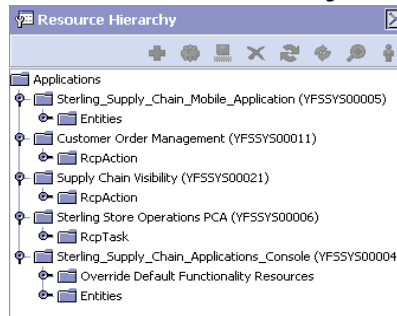 Resource Hierarchy
Applications
Sterling_Supply_Chain_Mobile_Application (YFSSYS00005)
Entities
Customer Order Management (YFSSYS00011)
RcpAction
Supply Chain Visibility (YFSSYS00021)
RcpAction
Sterling Store Operations PCA (YFSSYS00006)
RcpTask
Sterling_Supply_Chain_Applications_Console (YFSSYS00004
Override Default Functionality Resources
Entities